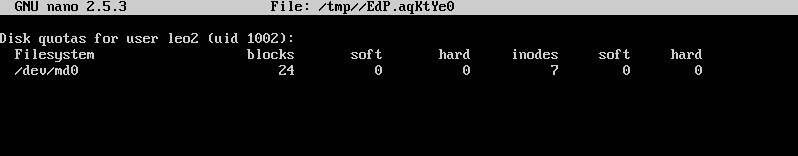 GNU nano 2.5.3 File: /tmp//EdP.aqKtYe0
Disk quotas for user leo2 (uid 1002):
Filesystem blocks soft hard inodes soft hard
/dev/md0 24 0 0 7 0 0